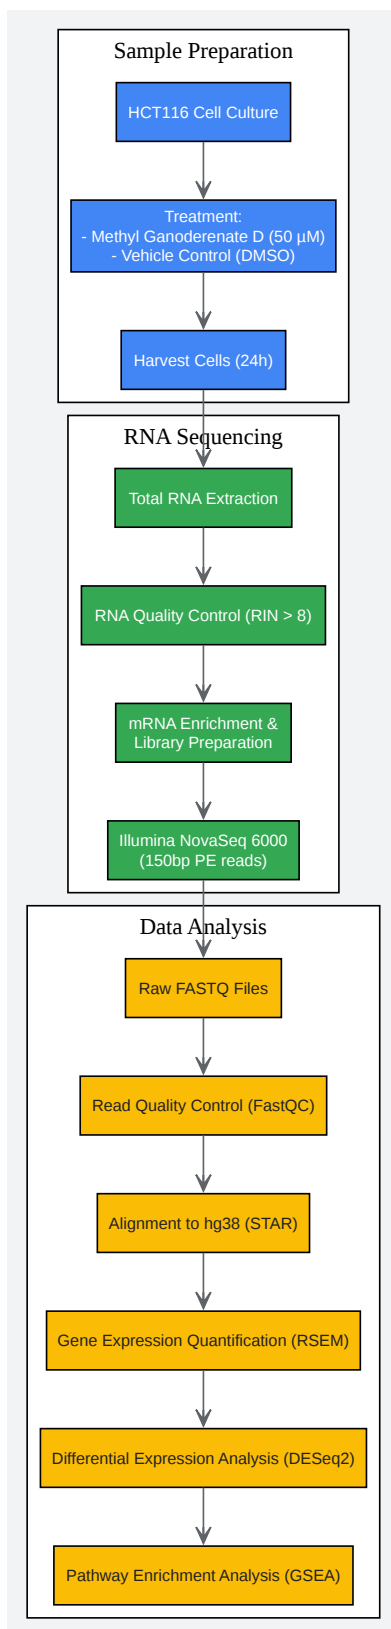 Sample Preparation
HCT116 Cell Culture
Treatment:
- Methyl Ganoderenate D (50 µM)
- Vehicle Control (DMSO)
Harvest Cells (24h)
RNA Sequencing
Total RNA Extraction
RNA Quality Control (RIN > 8)
mRNA Enrichment &
Library Preparation
Illumina NovaSeq 6000
(150bp PE reads)
Data Analysis
Raw FASTQ Files
Read Quality Control (FastQC)
Alignment to hg38 (STAR)
Gene Expression Quantification (RSEM)
Differential Expression Analysis (DESeq2)
Pathway Enrichment Analysis (GSEA)